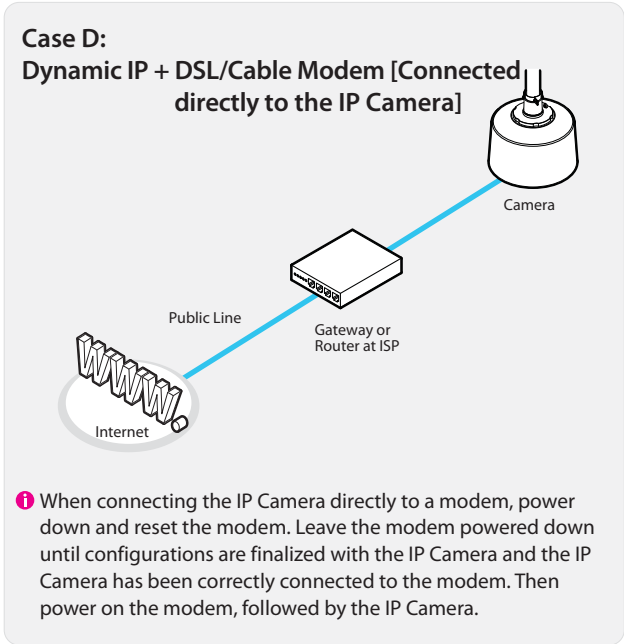 Case D:
Dynamic IP + DSL/Cable Modem [Connected
directly to the IP Camera]
Camera
Public Line
Gateway or
Router at ISP
WWW.
Internet
When connecting the IP Camera directly to a modem, power
down and reset the modem. Leave the modem powered down
until configurations are finalized with the IP Camera and the IP
Camera has been correctly connected to the modem. Then
power on the modem, followed by the IP Camera.